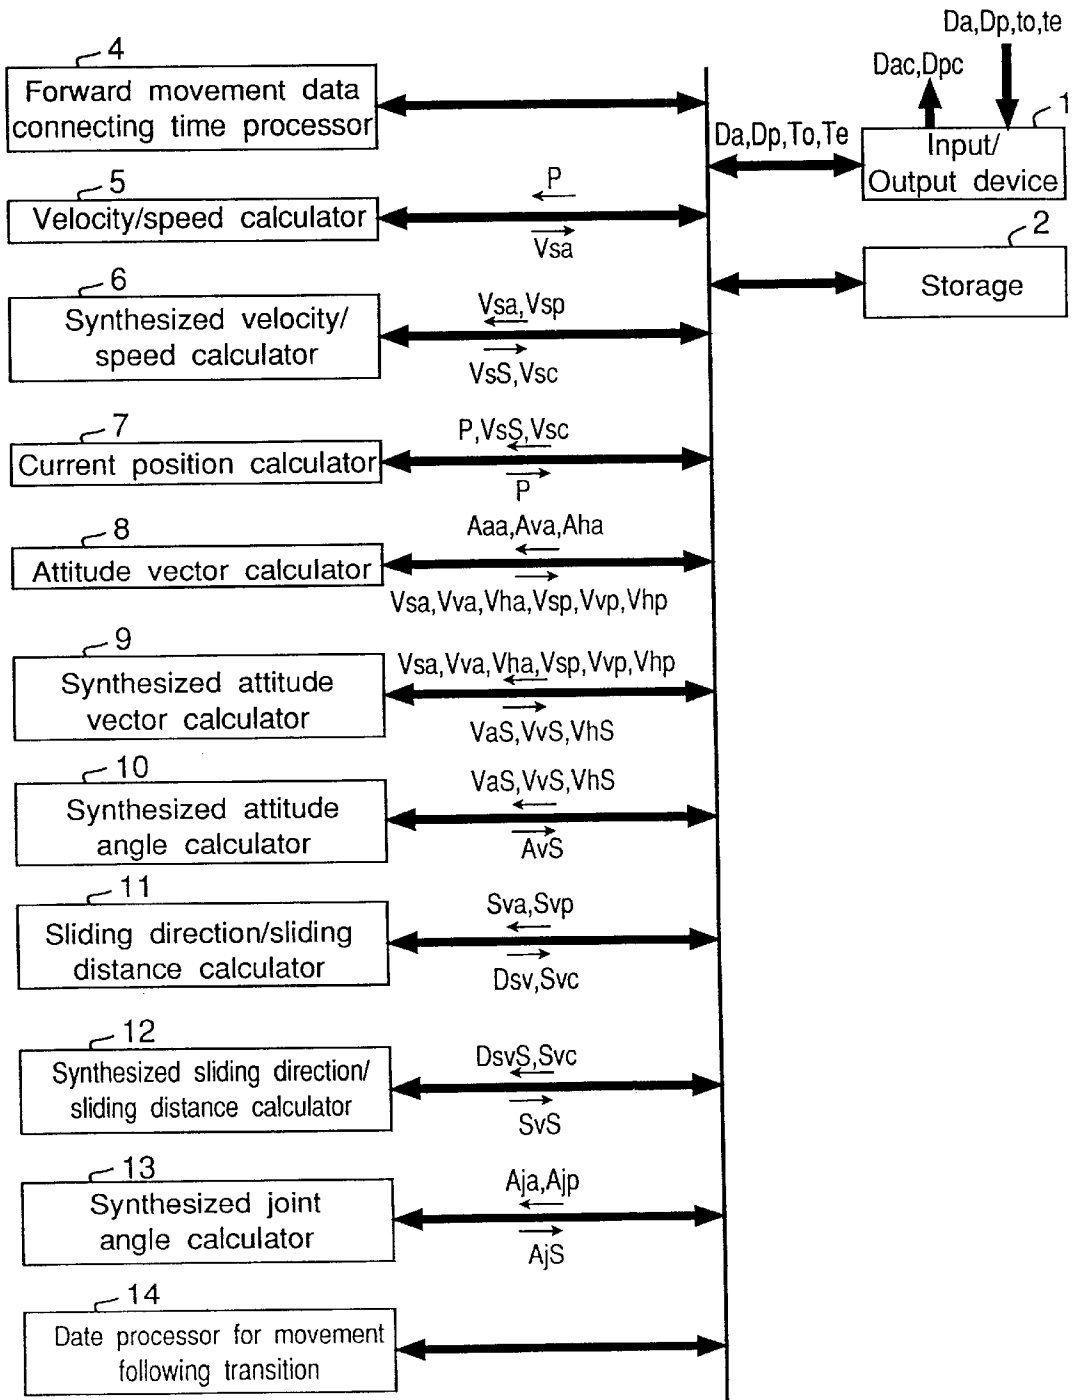 Da,Dp,to,te
Dac,Dpc
4
Forward movement data
connecting time processor
Da,Dp,To,Te
1
Input/
Output device
5
Velocity/speed calculator
P
Vsa
2
Storage
6
Synthesized velocity/
speed calculator
Vsa,Vsp
VsS,Vsc
7
Current position calculator
P,VsS,Vsc
P
8
Attitude vector calculator
Aaa,Ava,Aha
Vsa,Vva,Vha,Vsp,Vvp,Vhp
9
Synthesized attitude
vector calculator
Vsa,Vva,Vha,Vsp,Vvp,Vhp
VaS,VvS,VhS
10
Synthesized attitude
angle calculator
VaS,VvS,VhS
AvS
11
Sliding direction/sliding
distance calculator
Sva,Svp
Dsv,Svc
12
Synthesized sliding direction/
sliding distance calculator
DsvS,Svc
SvS
13
Synthesized joint
angle calculator
Aja,Ajp
AjS
14
Date processor for movement
following transition